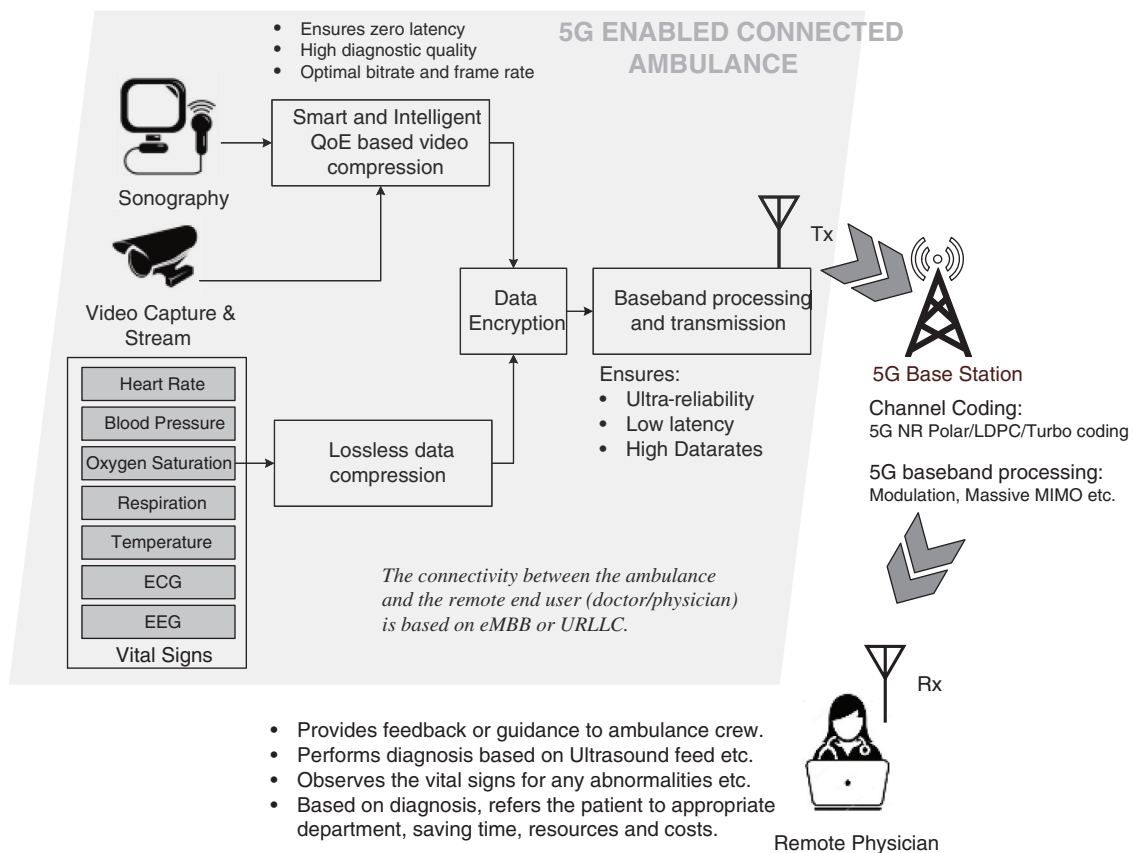 • Ensures zero latency
• High diagnostic quality
• Optimal bitrate and frame rate
5G ENABLED CONNECTED
AMBULANCE
Smart and Intelligent
QoE based video
compression
Sonography
Video Capture &
Stream
Data
Encryption
Baseband processing
and transmission
Tx
5G Base Station
Channel Coding:
5G NR Polar/LDPC/Turbo coding
5G baseband processing:
Modulation, Massive MIMO etc.
Ensures:
• Ultra-reliability
• Low latency
• High Datarates
Heart Rate
Blood Pressure
Oxygen Saturation
Respiration
Temperature
ECG
EEG
Vital Signs
Lossless data
compression
The connectivity between the ambulance
and the remote end user (doctor/physician)
is based on eMBB or URLLC.
Rx
Remote Physician
• Provides feedback or guidance to ambulance crew.
• Performs diagnosis based on Ultrasound feed etc.
• Observes the vital signs for any abnormalities etc.
• Based on diagnosis, refers the patient to appropriate
department, saving time, resources and costs.